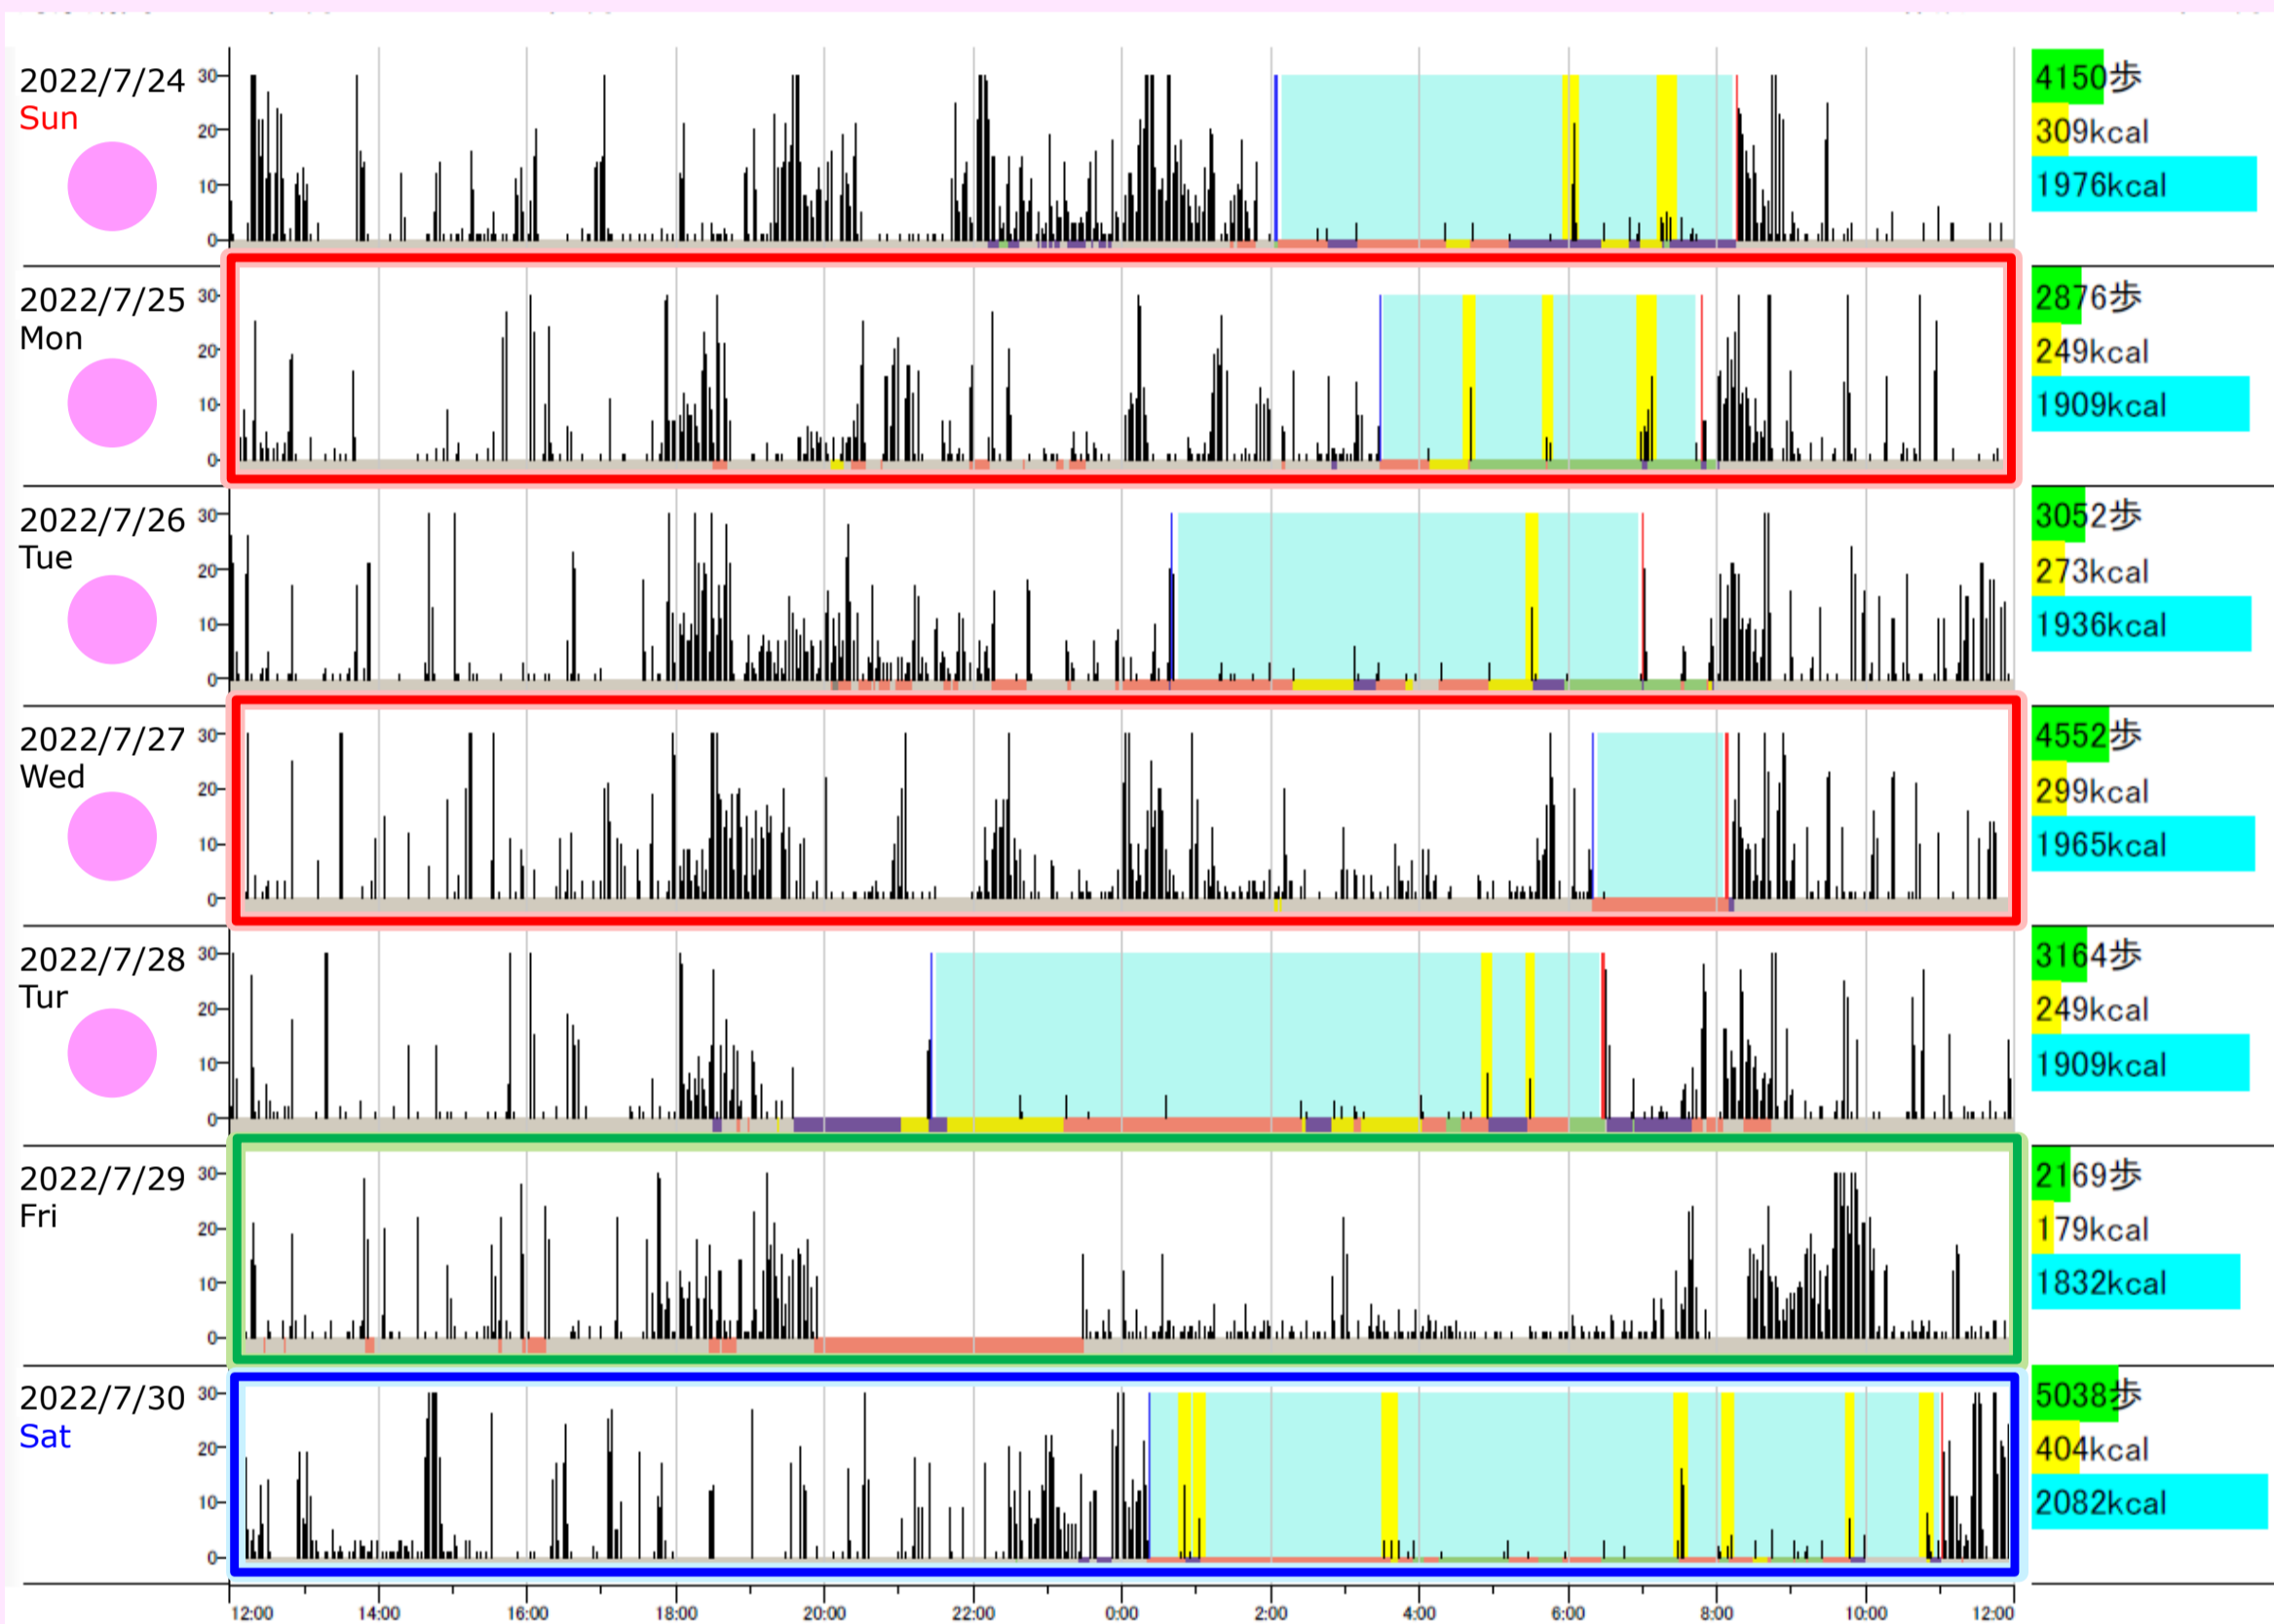 2022/7/24
Sun
30
20
10
0
4150歩
309kcal
1976kcal
2022/7/25
Mon
30
20
10
0
2876歩
249kcal
1909kcal
2022/7/26
Tue
30
20
10
0
3052歩
273kcal
1936kcal
2022/7/27
Wed
30
20
10
0
4552歩
299kcal
1965kcal
2022/7/28
Tur
30
20
10
0
3164歩
249kcal
1909kcal
2022/7/29
Fri
30
20
10
0
2169歩
179kcal
1832kcal
2022/7/30
Sat
30
20
10
0
5038歩
404kcal
2082kcal
12:00 14:00 16:00 18:00 20:00 22:00 0:00 2:00 4:00 6:00 8:00 10:00 12:00